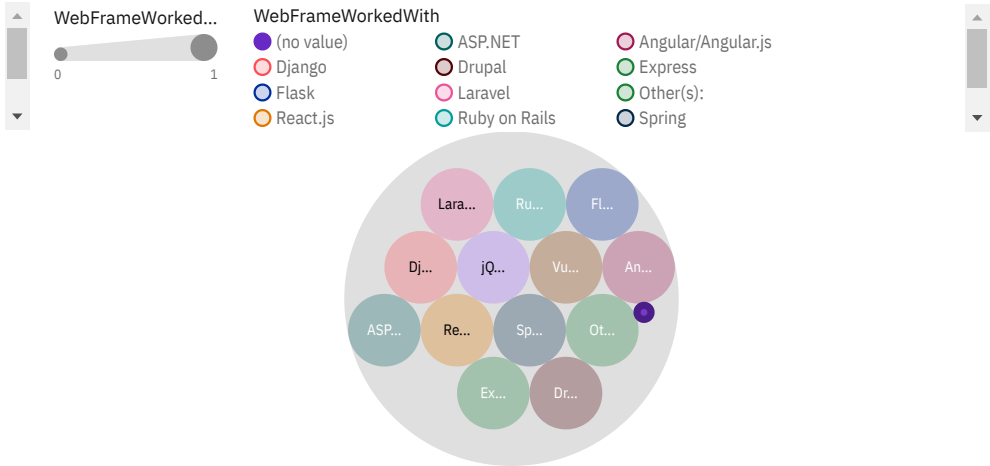 WebFrameWorked...
0 1
WebFrameWorkedWith
(no value) ASP.NET Angular/Angular.js
Django Drupal Express
Flask Laravel Other(s):
React.js Ruby on Rails Spring
Lara... Ru... Fl...
Dj... jQ... Vu... An...
ASP... Re... Sp... Ot...
Ex... Dr...